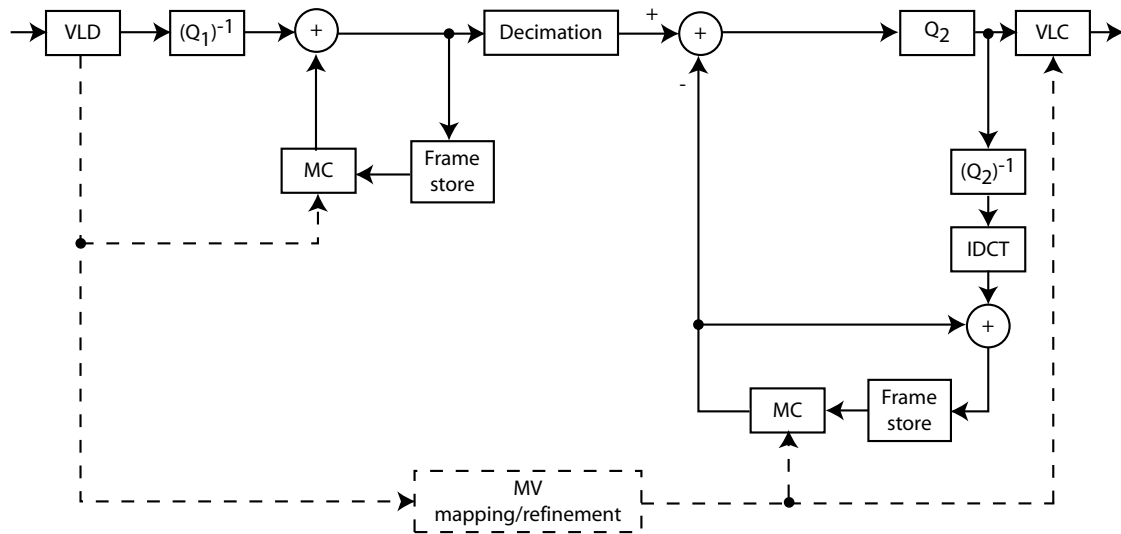 VLD
(Q₁)⁻¹
+
Decimation
+
+
-
Q₂
VLC
MC
Frame
store
(Q₂)⁻¹
IDCT
+
MC
Frame
store
MV
mapping/refinement